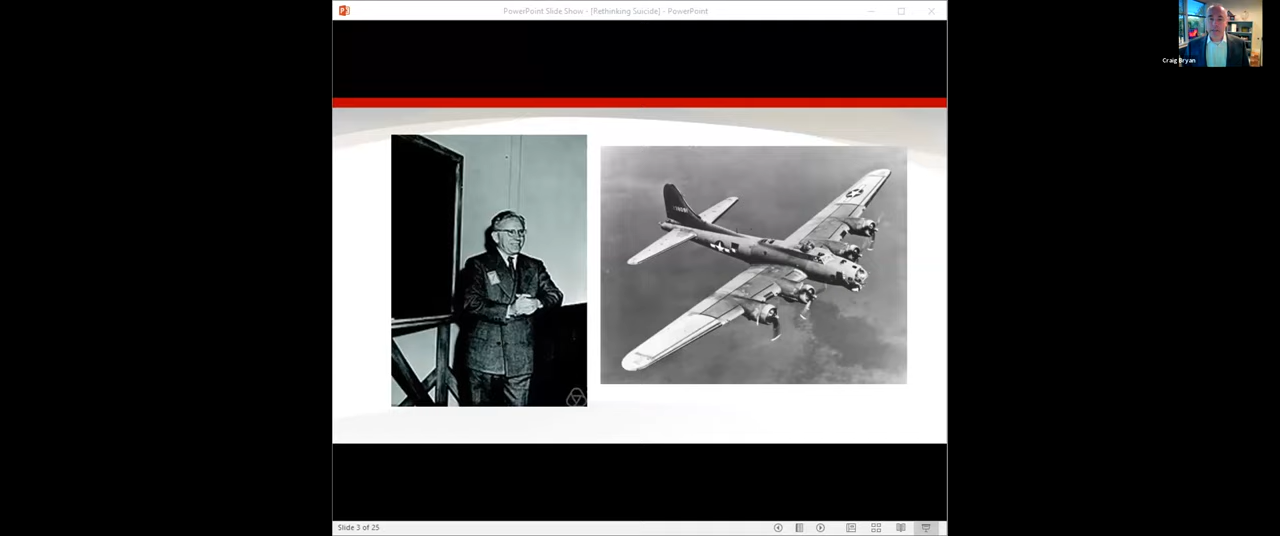 PowerPoint Slide Show - [Rethinking Suicide] - PowerPoint
Craig Bryan
Slide 3 of 25